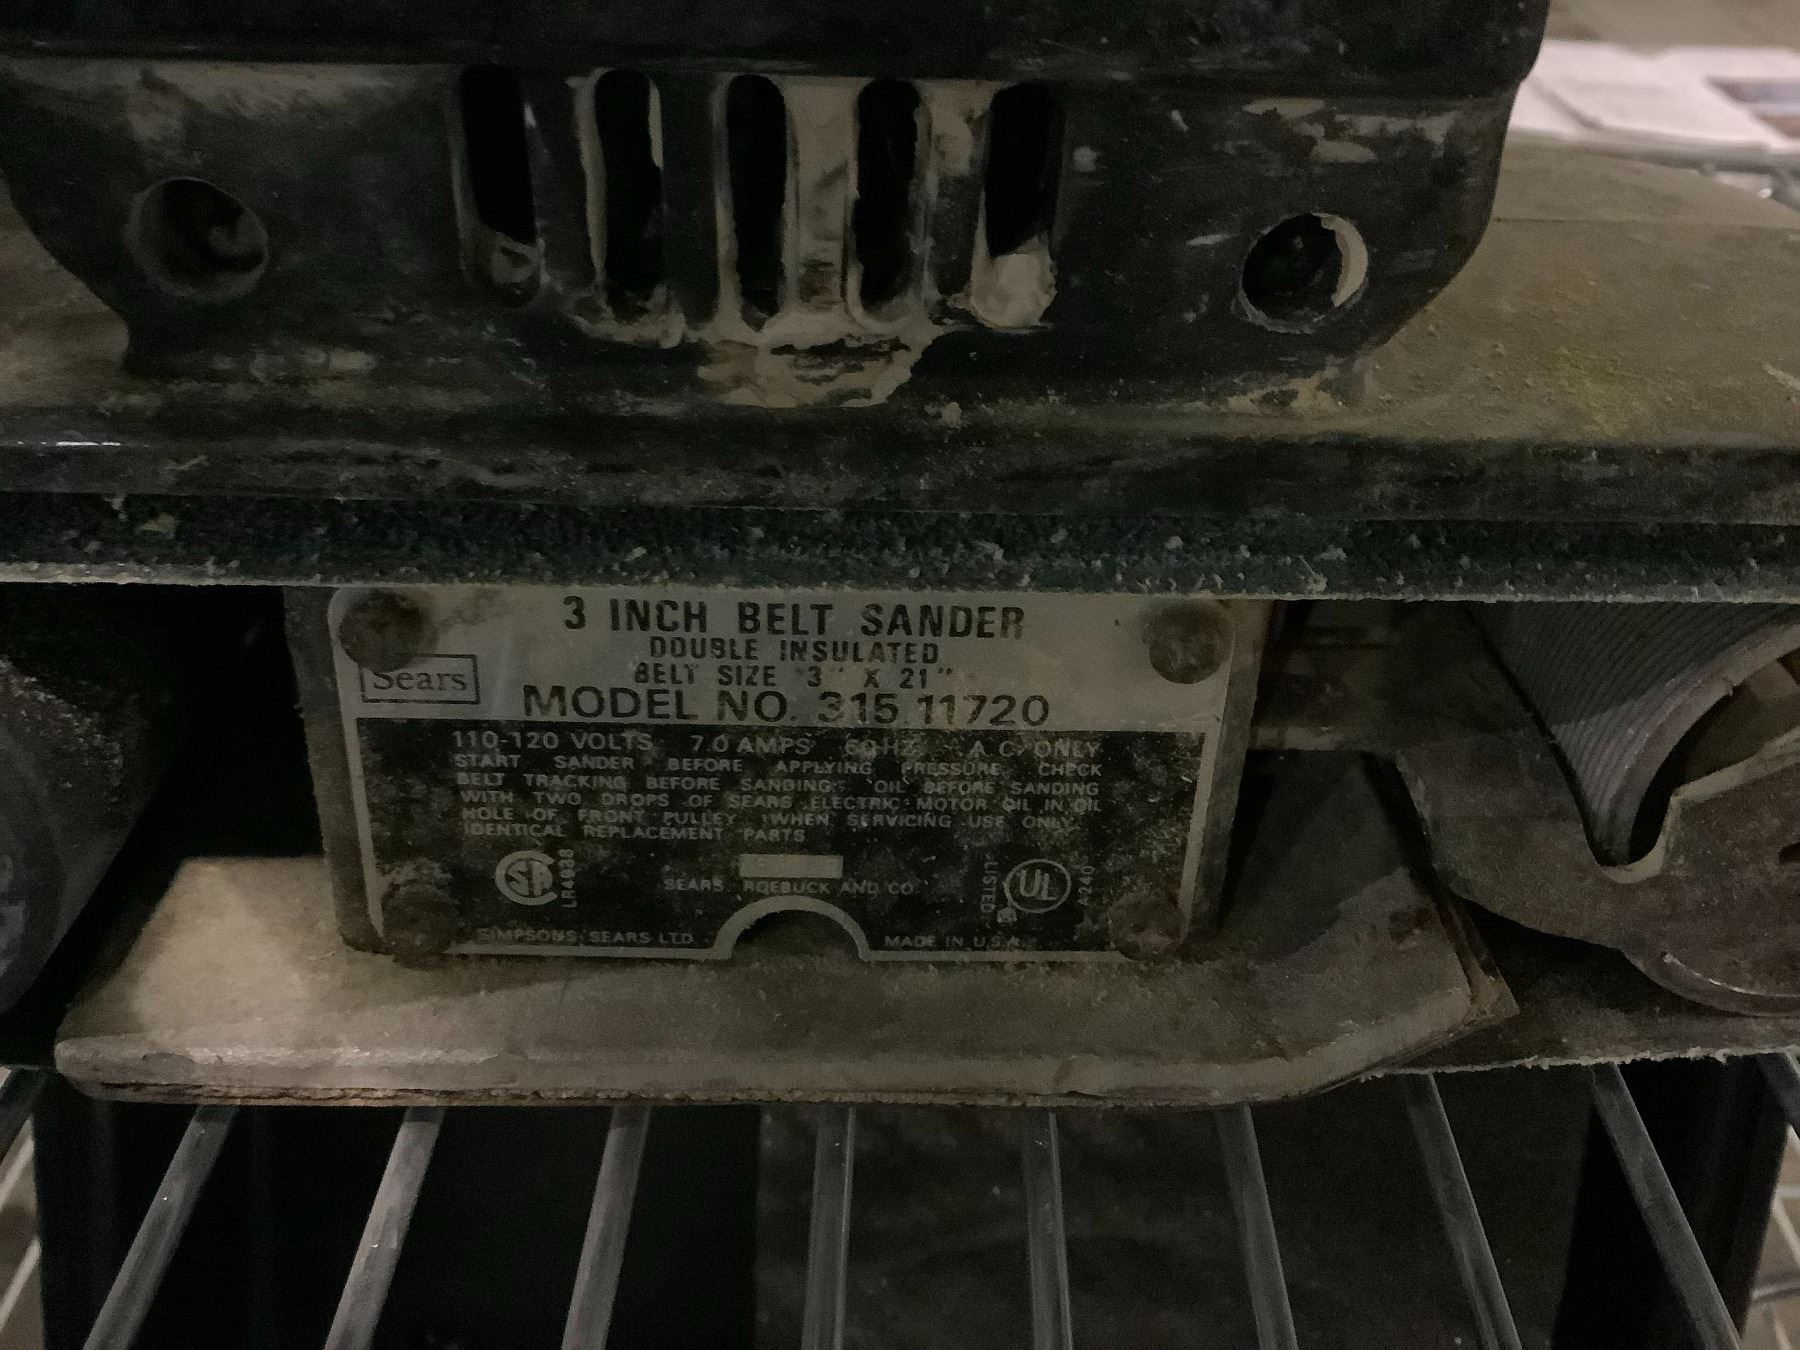 3 INCH BELT SANDER
DOUBLE INSULATED
BELT SIZE 3" X 21"
Sears
MODEL NO. 315.11720
110-120 VOLTS 7.0 AMPS 60 HZ A.C. ONLY
START SANDER BEFORE APPLYING PRESSURE. CHECK
BELT TRACKING BEFORE SANDING. OIL BEFORE SANDING
WITH TWO DROPS OF SEARS ELECTRIC MOTOR OIL IN OIL
HOLE OF FRONT PULLEY. WHEN SERVICING USE ONLY
IDENTICAL REPLACEMENT PARTS
SA
UL
LISTED
SEARS, ROEBUCK AND CO.
SIMPSONS-SEARS LTD.
MADE IN U.S.A.